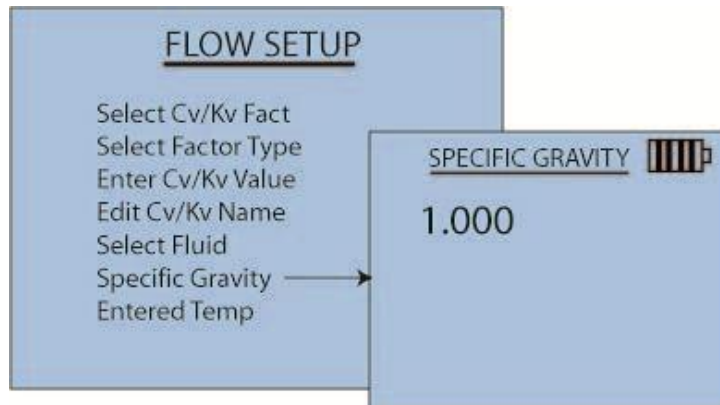 FLOW SETUP
Select Cv/Kv Fact
Select Factor Type
Enter Cv/Kv Value
Edit Cv/Kv Name
Select Fluid
Specific Gravity
Entered Temp
SPECIFIC GRAVITY
1.000